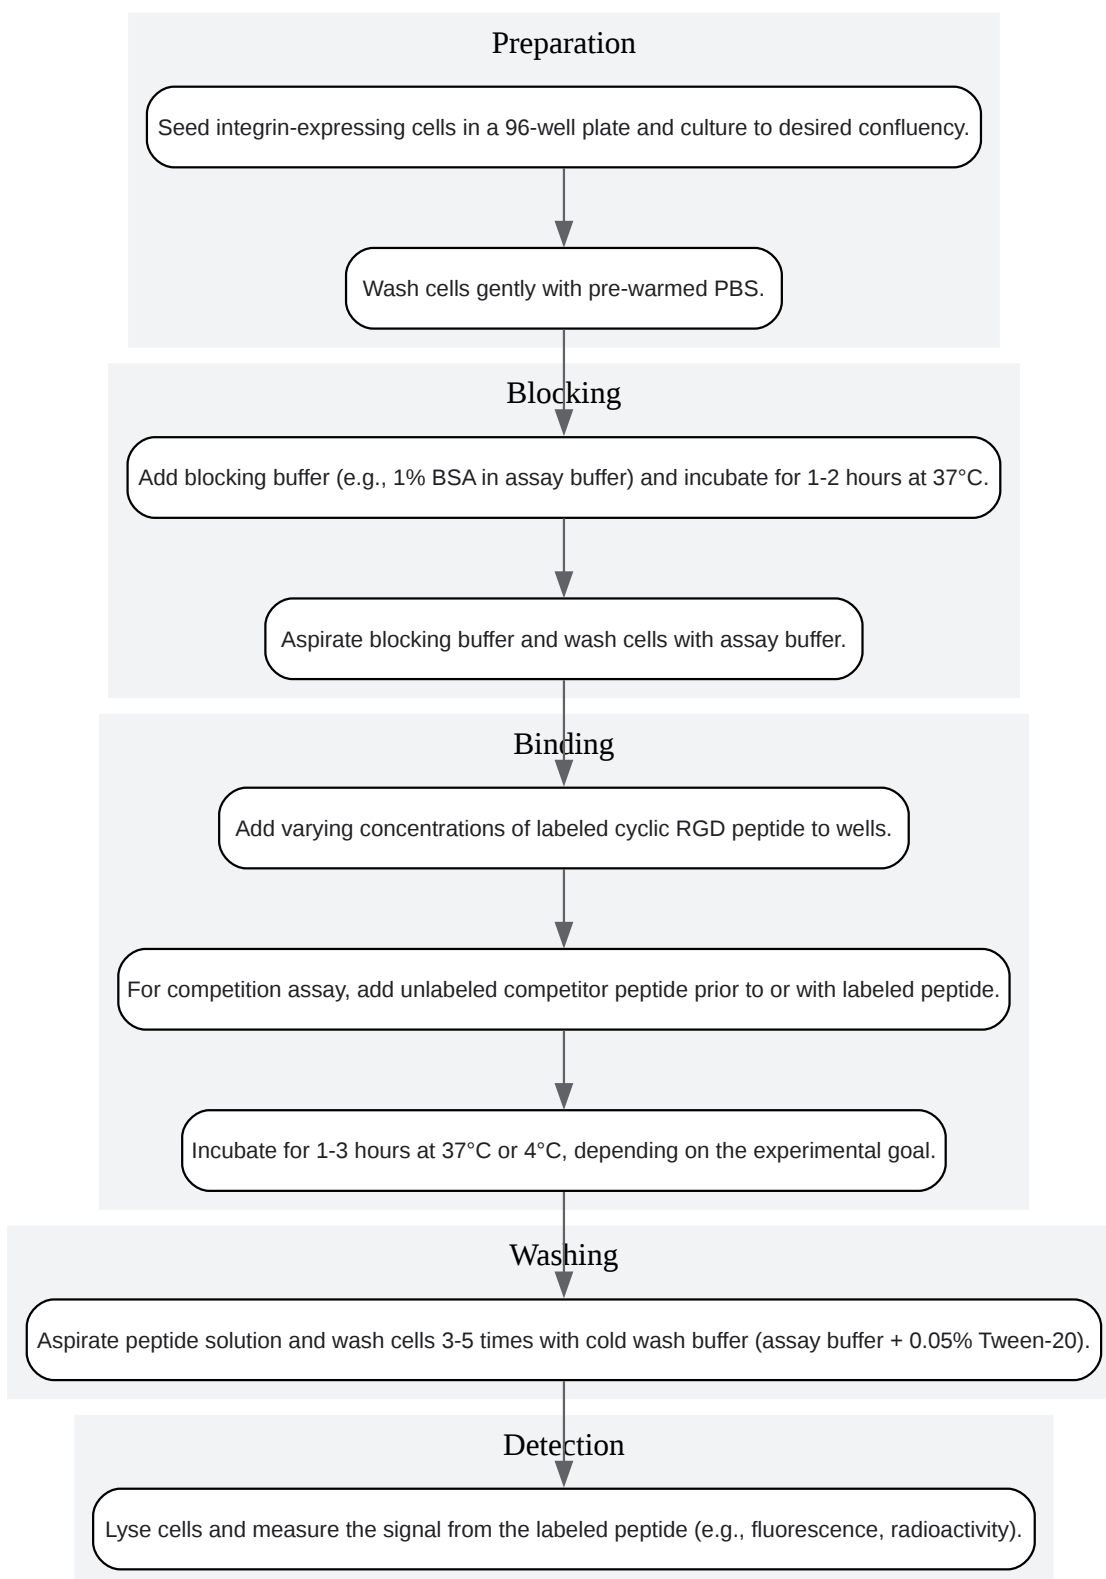 Preparation
Seed integrin-expressing cells in a 96-well plate and culture to desired confluency.
Wash cells gently with pre-warmed PBS.
Blocking
Add blocking buffer (e.g., 1% BSA in assay buffer) and incubate for 1-2 hours at 37°C.
Aspirate blocking buffer and wash cells with assay buffer.
Binding
Add varying concentrations of labeled cyclic RGD peptide to wells.
For competition assay, add unlabeled competitor peptide prior to or with labeled peptide.
Incubate for 1-3 hours at 37°C or 4°C, depending on the experimental goal.
Washing
Aspirate peptide solution and wash cells 3-5 times with cold wash buffer (assay buffer + 0.05% Tween-20).
Detection
Lyse cells and measure the signal from the labeled peptide (e.g., fluorescence, radioactivity).